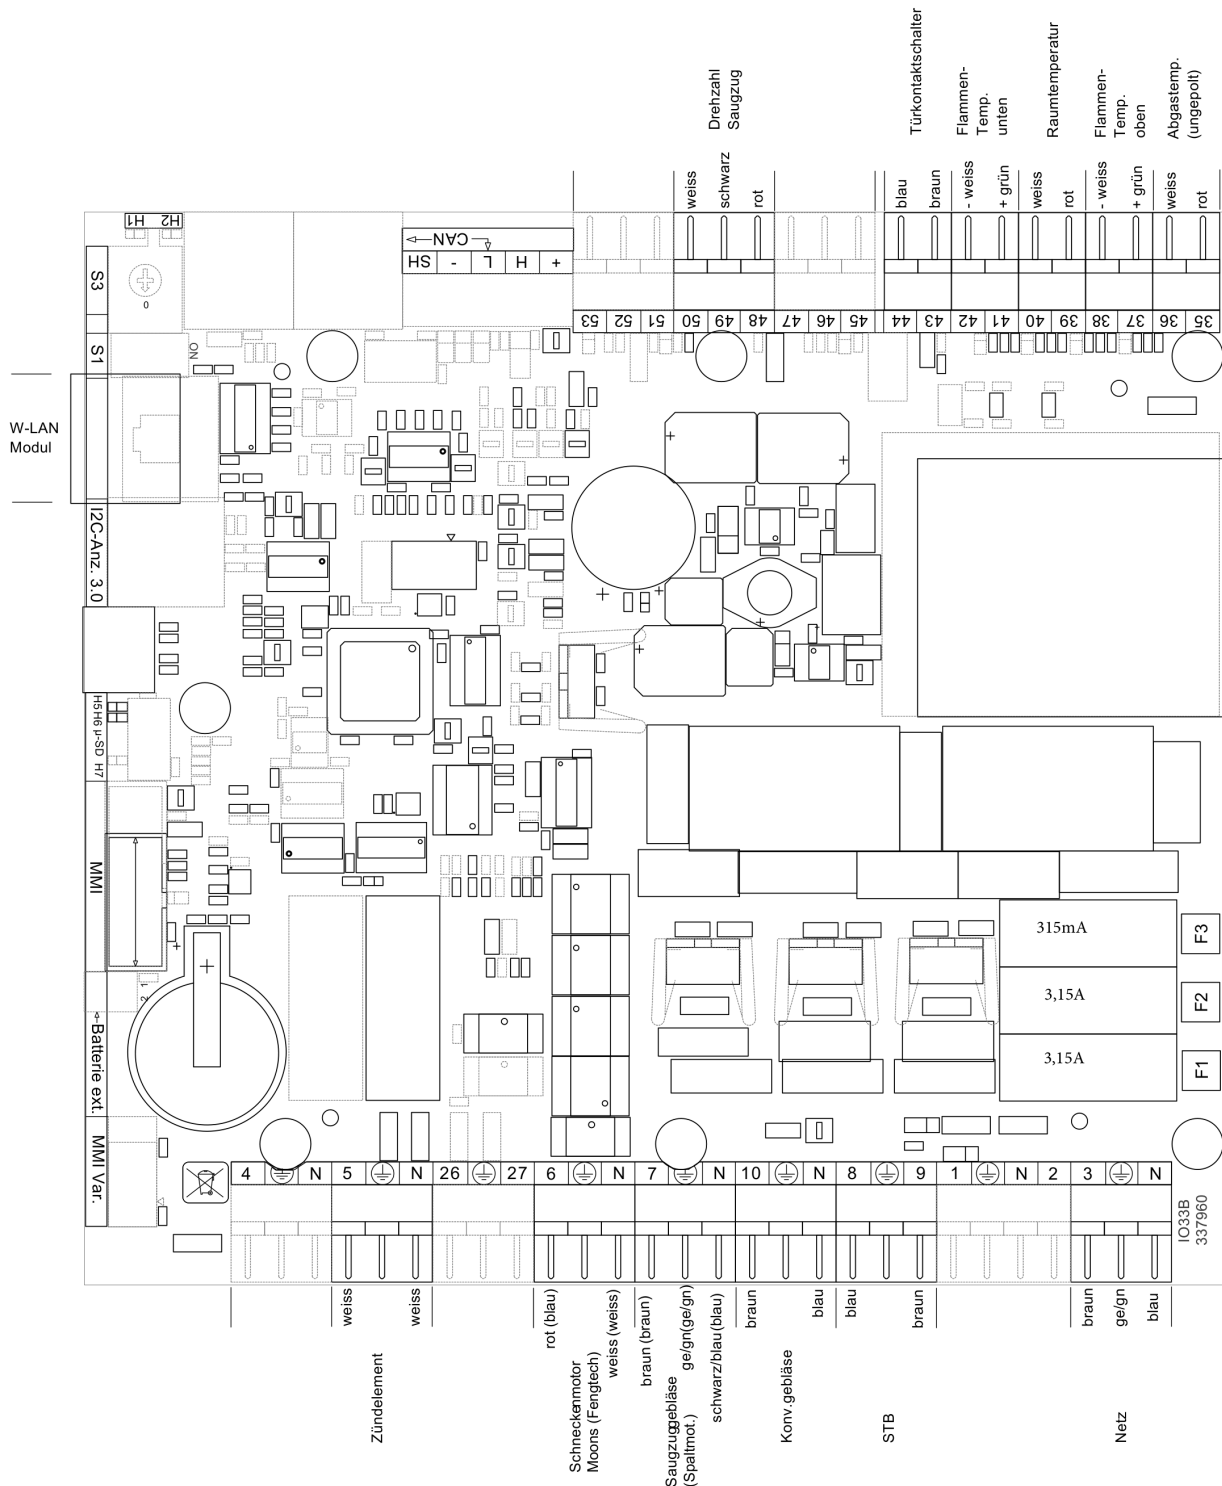 Drehzahl
Saugzug
Türkontaktschalter
Flammen-
Temp.
unten
Raumtemperatur
Flammen-
Temp.
oben
Abgastemp.
(ungepolt)
weiss
schwarz
rot
blau
braun
- weiss
+ grün
weiss
rot
- weiss
+ grün
weiss
rot
H1
H2
CAN
SH
-
L
H
+
53
52
51
50
49
48
47
46
45
44
43
42
41
40
39
38
37
36
35
S3
0
S1
ON
W-LAN
Modul
I2C-Anz. 3.0
H5 H6 µ-SD H7
MMI
2 1
Batterie ext.
MMI Var.
315mA
F3
3,15A
F2
3,15A
F1
4
N
5
N
26
27
6
N
7
N
10
N
8
9
1
N
2
3
N
IO33B
337960
weiss
weiss
rot (blau)
weiss (weiss)
braun (braun)
ge/gn(ge/gn)
schwarz/blau(blau)
braun
blau
blau
braun
braun
ge/gn
blau
Zündelement
Schneckenmotor
Moons (Fengtech)
Saugzuggebläse
(Spaltmot.)
Konv.gebläse
STB
Netz